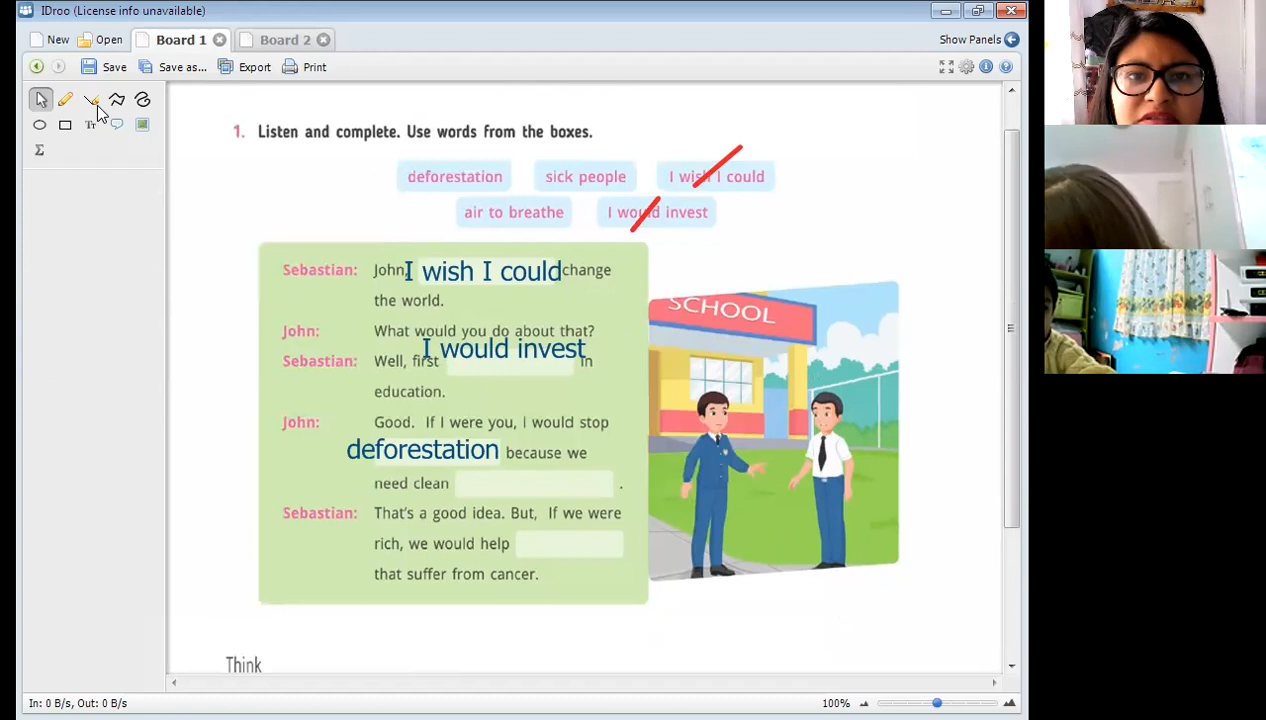 IDroo (License info unavailable)
New Open Board 1 Board 2 Show Panels
Save Save as... Export Print
Tт
Σ
1. Listen and complete. Use words from the boxes.
deforestation sick people I wish I could
air to breathe I would invest
Sebastian: John, I wish I could change
the world.
John: What would you do about that?
I would invest
Sebastian: Well, first in
education.
John: Good. If I were you, I would stop
deforestation because we
need clean .
Sebastian: That's a good idea. But, If we were
rich, we would help
that suffer from cancer.
SCHOOL
Think
In: 0 B/s, Out: 0 B/s 100%